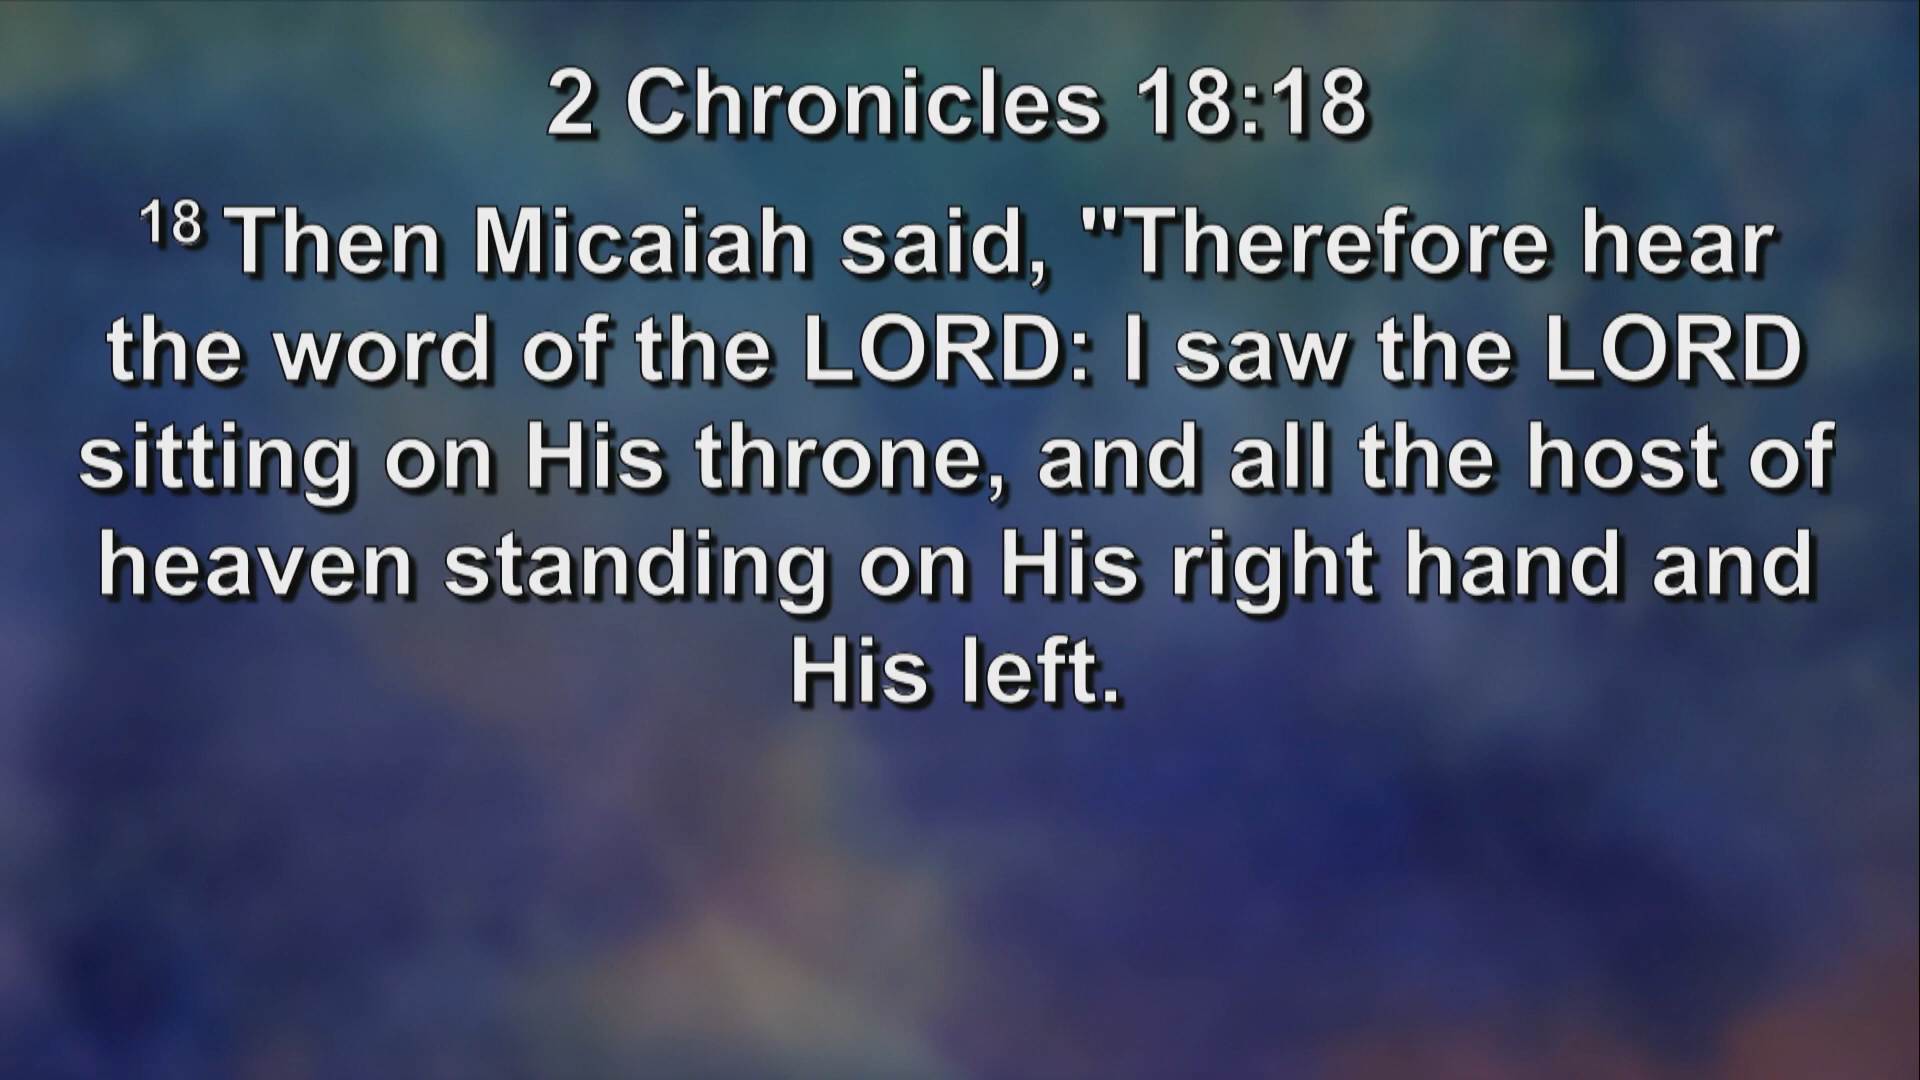 2 Chronicles 18:18
18 Then Micaiah said, "Therefore hear
the word of the LORD: I saw the LORD
sitting on His throne, and all the host of
heaven standing on His right hand and
His left.